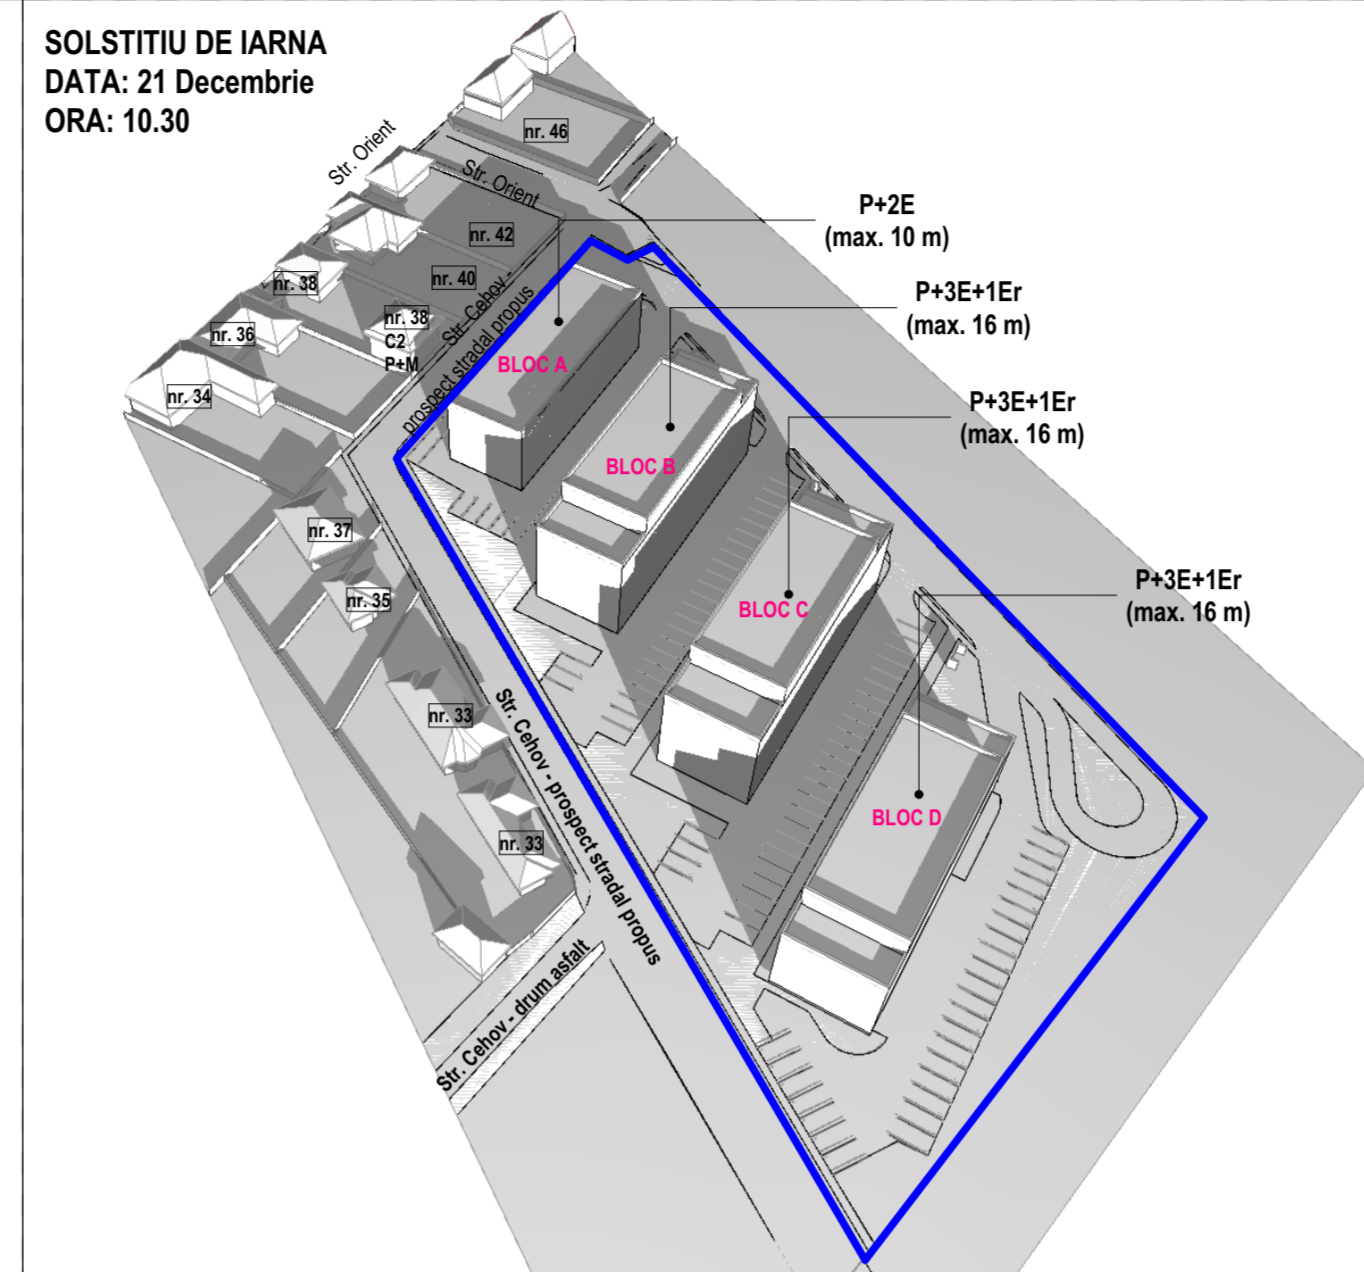 SOLSTITIU DE IARNA
DATA: 21 Decembrie
ORA: 10.30
nr. 46
Str. Orient
Str. Orient
P+2E
(max. 10 m)
nr. 42
nr. 40
nr. 38
P+3E+1Er
(max. 16 m)
Str. Cehov -
prospect stradal propus
nr. 38
C2
P+M
nr. 36
BLOC A
nr. 34
P+3E+1Er
(max. 16 m)
BLOC B
nr. 37
nr. 35
P+3E+1Er
(max. 16 m)
BLOC C
nr. 33
Str. Cehov - prospect stradal propus
BLOC D
nr. 33
Str. Cehov - drum asfalt